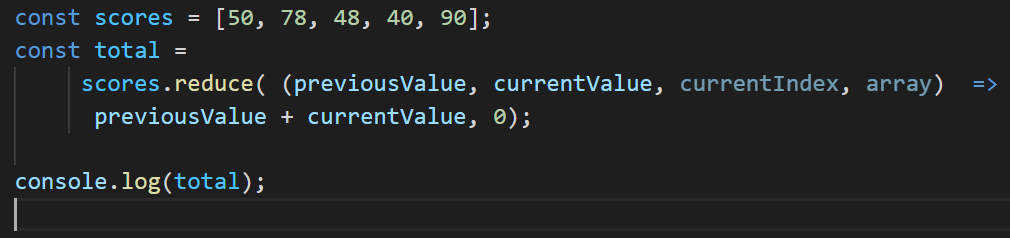 const scores = [50, 78, 48, 40, 90];
const total =
scores.reduce( (previousValue, currentValue, currentIndex, array)  =>
previousValue + currentValue, 0);
console.log(total);